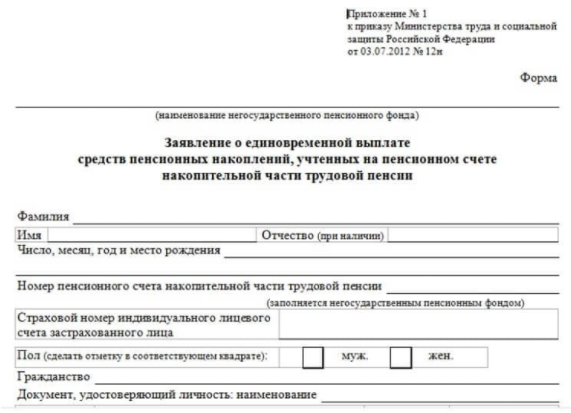 Приложение № 1
к приказу Министерства труда и социальной
защиты Российской Федерации
от 03.07.2012 № 12н
Форма
(наименование негосударственного пенсионного фонда)
Заявление о единовременной выплате
средств пенсионных накоплений, учтенных на пенсионном счете
накопительной части трудовой пенсии
Фамилия
Имя Отчество (при наличии)
Число, месяц, год и место рождения
Номер пенсионного счета накопительной части трудовой пенсии
(заполняется негосударственным пенсионным фондом)
Страховой номер индивидуального лицевого
счета застрахованного лица
Пол (сделать отметку в соответствующем квадрате): муж. жен.
Гражданство
Документ, удостоверяющий личность: наименование